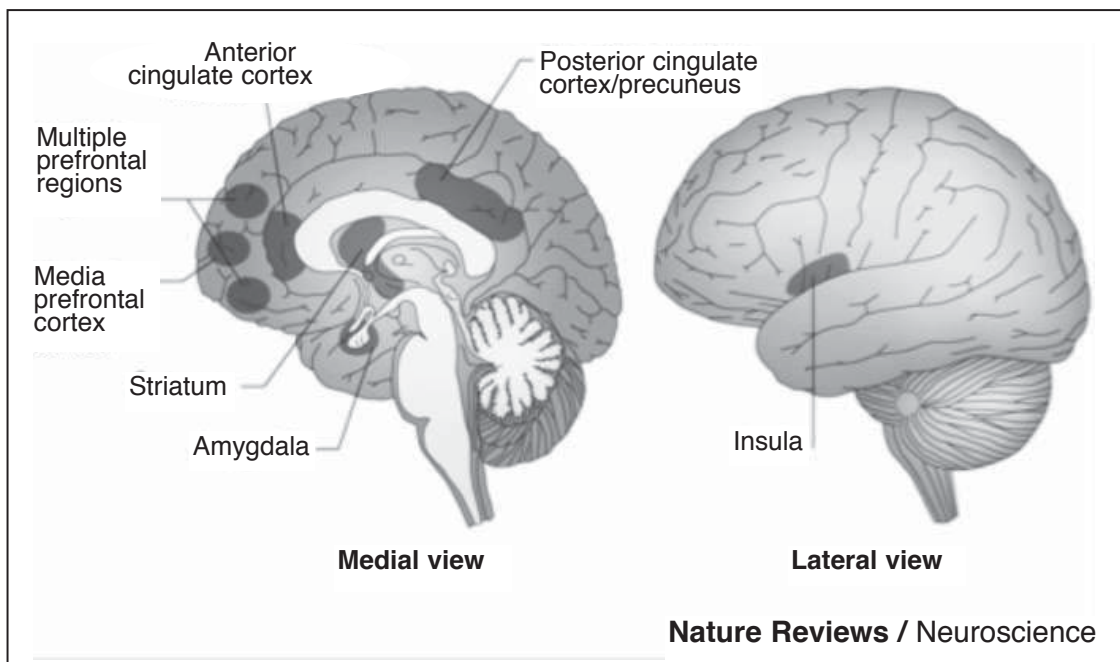 Anterior
cingulate cortex
Posterior cingulate
cortex/precuneus
Multiple
prefrontal
regions
Media
prefrontal
cortex
Striatum
Amygdala
Insula
Medial view
Lateral view
Nature Reviews / Neuroscience